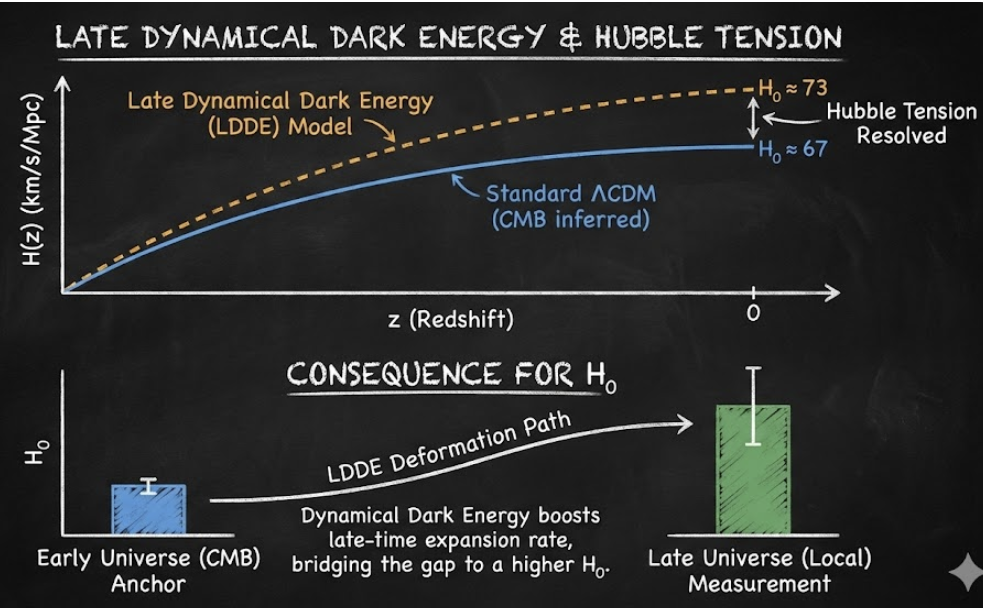 LATE DYNAMICAL DARK ENERGY & HUBBLE TENSION
H(z) (km/s/Mpc)
Late Dynamical Dark Energy
(LDDE) Model
H₀ ≈ 73
Hubble Tension
Resolved
H₀ ≈ 67
Standard ΛCDM
(CMB inferred)
z (Redshift)
0
CONSEQUENCE FOR H₀
H₀
LDDE Deformation Path
Dynamical Dark Energy boosts
late-time expansion rate,
bridging the gap to a higher H₀.
Early Universe (CMB)
Anchor
Late Universe (Local)
Measurement